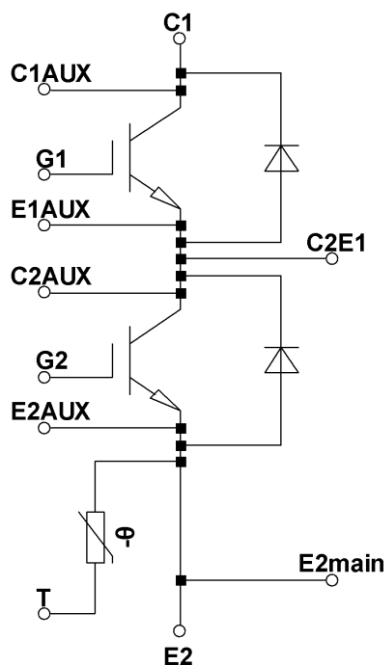 C1
C1AUX
G1
E1AUX
C2E1
C2AUX
G2
E2AUX
-θ
E2main
T
E2